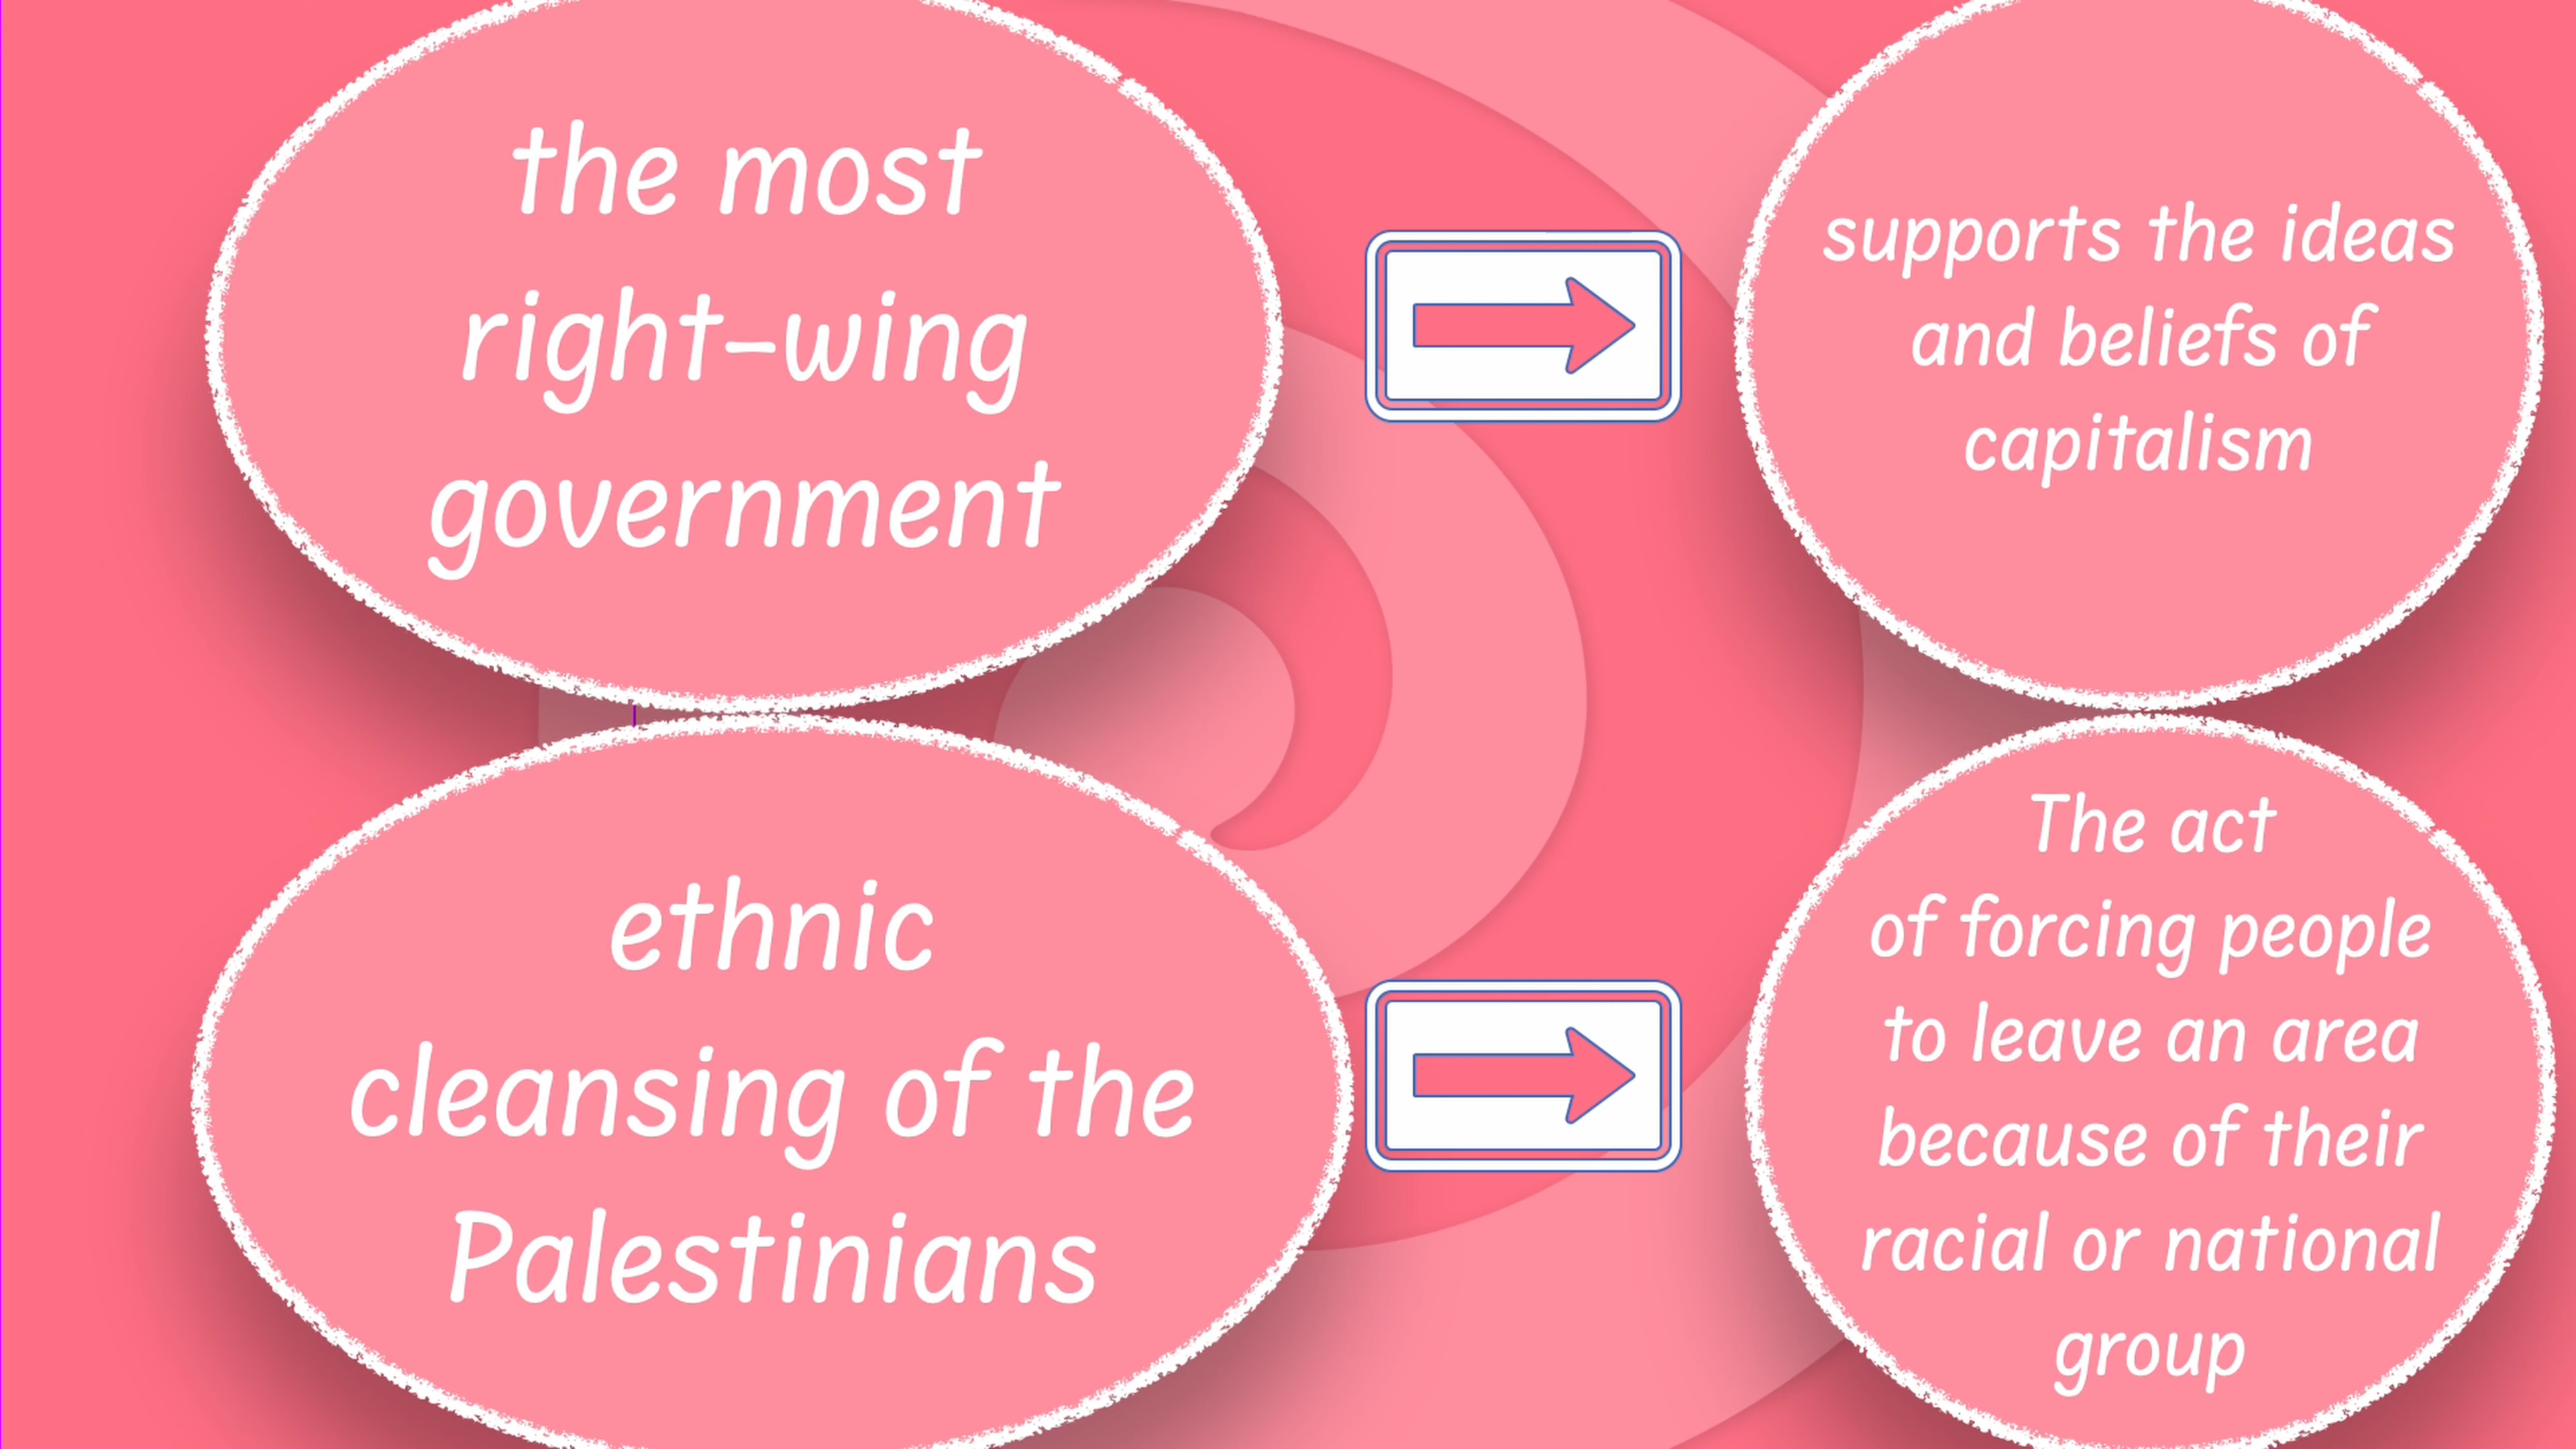 the most
right-wing
government
supports the ideas
and beliefs of
capitalism
ethnic
cleansing of the
Palestinians
The act
of forcing people
to leave an area
because of their
racial or national
group